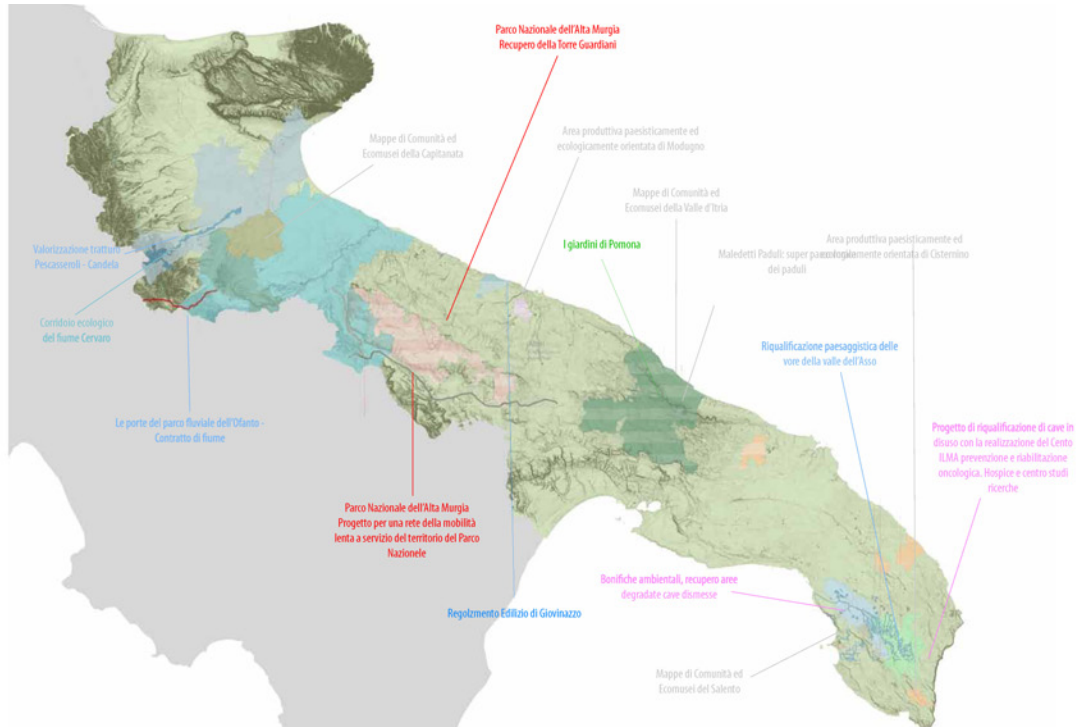 Parco Nazionale dell'Alta Murgia
Recupero della Torre Guardiani
Mappe di Comunità ed
Ecomusei della Capitanata
Area produttiva paesisticamente ed
ecologicamente orientata di Modugno
Mappe di Comunità ed
Ecomusei della Valle d'Itria
I giardini di Pomona
Area produttiva paesisticamente ed
Maledetti Paduli: super
orientata di Cisternino
dei paduli
Valorizzazione tratturo
Pescasseroli - Candela
Corridoio ecologico
del fiume Cervaro
Riqualificazione paesaggistica delle
vore della valle dell'Asso
Le porte del parco fluviale dell'Ofanto -
Contratto di fiume
Progetto di riqualificazione di cave in
disuso con la realizzazione del Cento
ILMA prevenzione e riabilitazione
oncologica. Hospice e centro studi
ricerche
Parco Nazionale dell'Alta Murgia
Progetto per una rete della mobilità
lenta a servizio del territorio del Parco
Nazionele
Bonifiche ambientali, recupero aree
degradate cave dismesse
Regolzmento Edilizio di Giovinazzo
Mappe di Comunità ed
Ecomusei del Salento